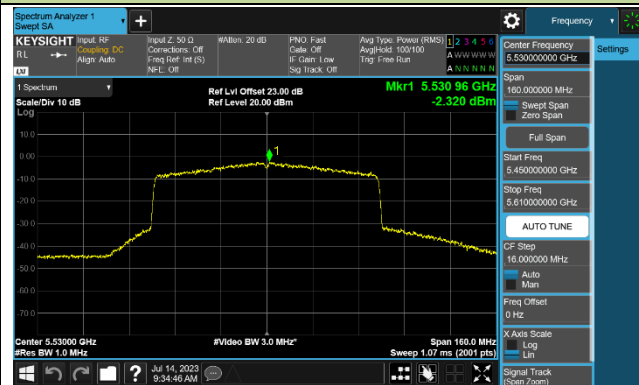 Spectrum Analyzer 1
Swept SA
+
Frequency
KEYSIGHT
RL
LXI
Input: RF
Coupling: DC
Align: Auto
Input Z: 50 Ω
Corrections: Off
Freq Ref: Int (S)
NFE: Off
#Atten: 20 dB
PNO: Fast
Gate: Off
IF Gain: Low
Sig Track: Off
Avg Type: Power (RMS)
Avg|Hold: 100/100
Trig: Free Run
1 2 3 4 5 6
A W W W W W
A N N N N N
1 Spectrum
Scale/Div 10 dB
Log
Ref Lvl Offset 23.00 dB
Ref Level 20.00 dBm
Mkr1 5.530 96 GHz
-2.320 dBm
1
10.0
0.00
-10.0
-20.0
-30.0
-40.0
-50.0
-60.0
-70.0
Center 5.53000 GHz
#Res BW 1.0 MHz
#Video BW 3.0 MHz*
Span 160.0 MHz
Sweep 1.07 ms (2001 pts)
Jul 14, 2023
9:34:46 AM
?
Center Frequency
5.530000000 GHz
Settings
Span
160.000000 MHz
Swept Span
Zero Span
Full Span
Start Freq
5.450000000 GHz
Stop Freq
5.610000000 GHz
AUTO TUNE
CF Step
16.000000 MHz
Auto
Man
Freq Offset
0 Hz
X Axis Scale
Log
Lin
Signal Track
(Span Zoom)